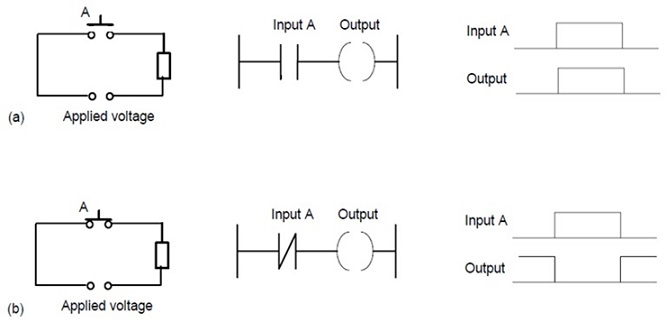 A
Input A Output
Input A
Output
(a) Applied voltage
A
Input A Output
Input A
Output
(b) Applied voltage